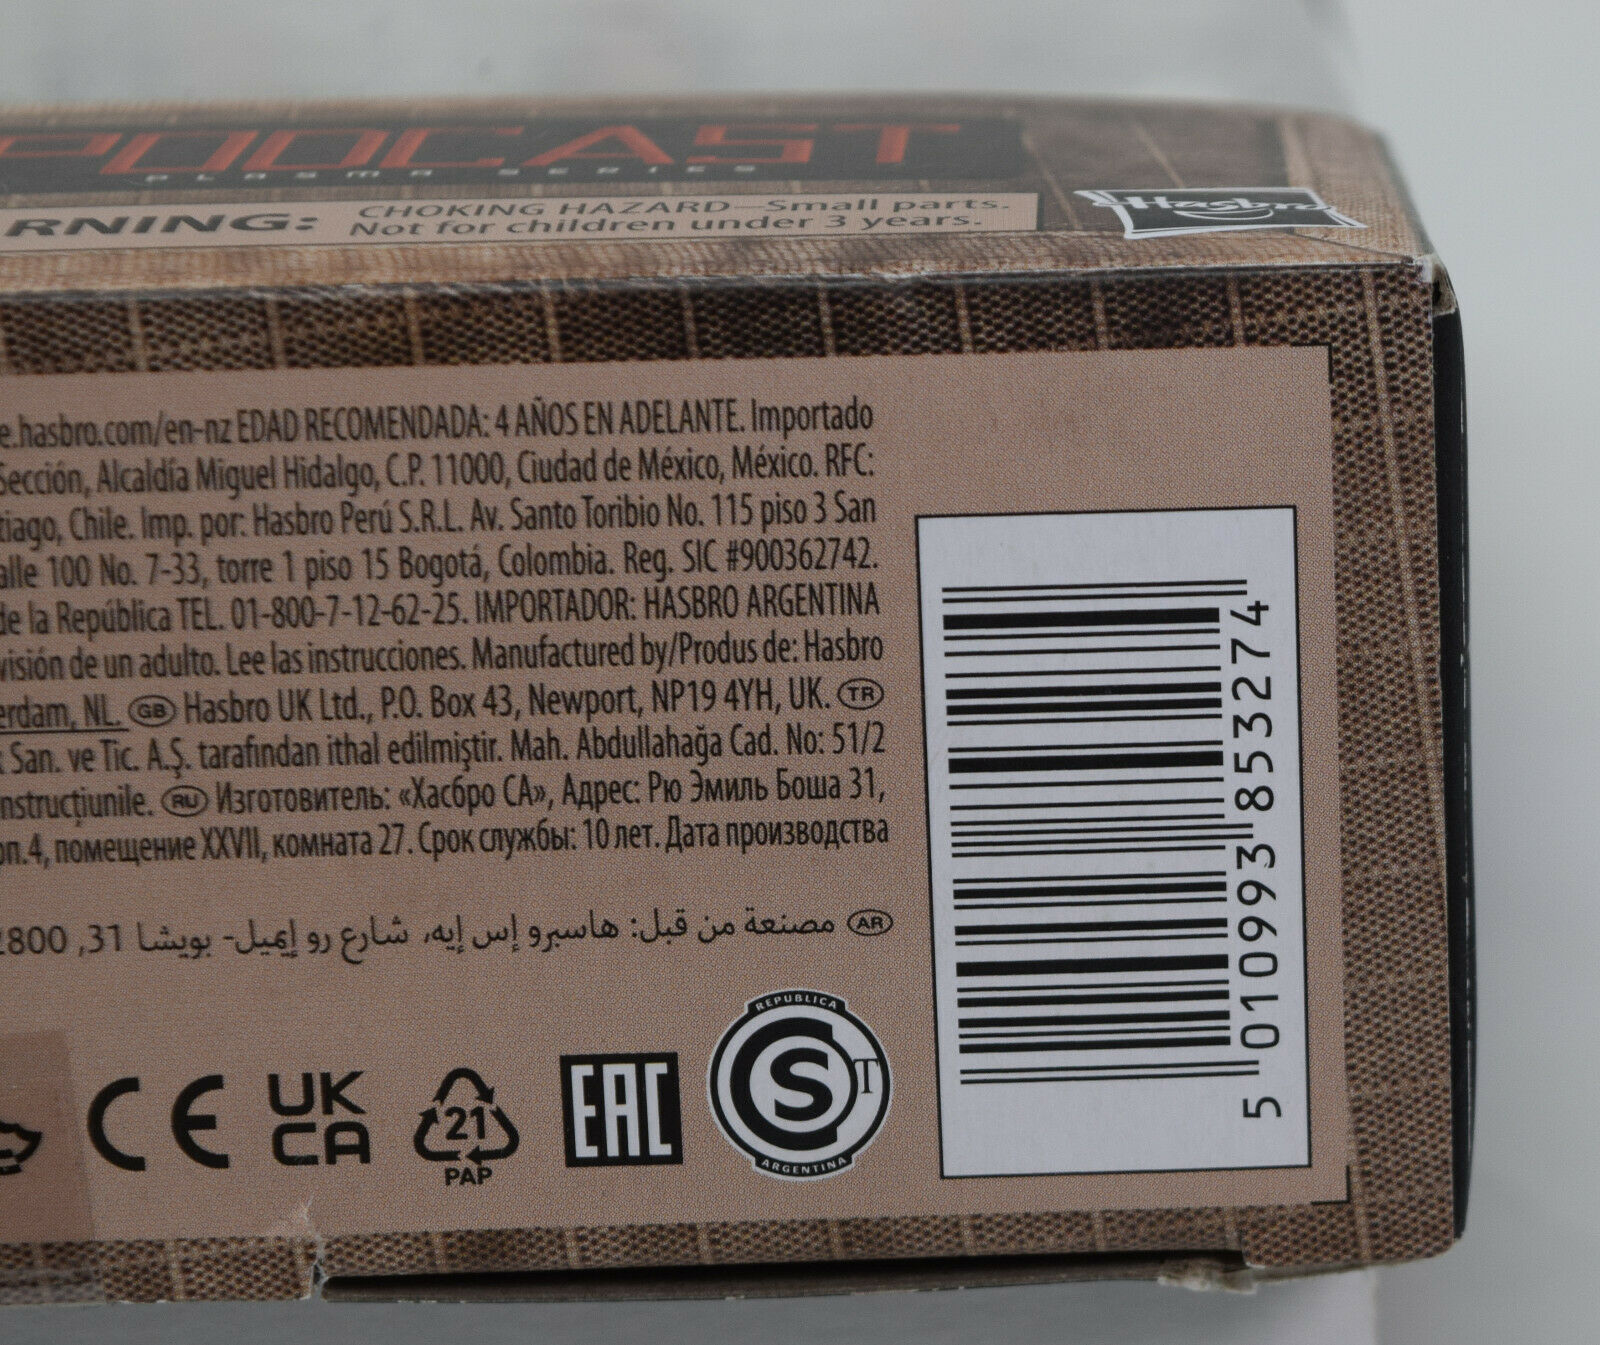 PODCAST
PLASMA SERIES
RNING: CHOKING HAZARD—Small parts.
Not for children under 3 years.
Hasbro
e.hasbro.com/en-nz EDAD RECOMENDADA: 4 AÑOS EN ADELANTE. Importado
Sección, Alcaldía Miguel Hidalgo, C.P. 11000, Ciudad de México, México. RFC:
tiago, Chile. Imp. por: Hasbro Perú S.R.L. Av. Santo Toribio No. 115 piso 3 San
alle 100 No. 7-33, torre 1 piso 15 Bogotá, Colombia. Reg. SIC #900362742.
de la República TEL. 01-800-7-12-62-25. IMPORTADOR: HASBRO ARGENTINA
visión de un adulto. Lee las instrucciones. Manufactured by/Produs de: Hasbro
erdam, NL. GB Hasbro UK Ltd., P.O. Box 43, Newport, NP19 4YH, UK. TR
San. ve Tic. A.Ş. tarafından ithal edilmiştir. Mah. Abdullahağa Cad. No: 51/2
nstrucțiunile. RU Изготовитель: «Хасбро СА», Адрес: Рю Эмиль Боша 31,
оп.4, помещение XXVII, комната 27. Срок службы: 10 лет. Дата производства
AR مصنعة من قبل: هاسبرو إس إيه، شارع رو إيميل- بويشا 31, 2800
CE
UK
CA
21
PAP
EAC
REPUBLICA
S
T
ARGENTINA
5 010993 853274